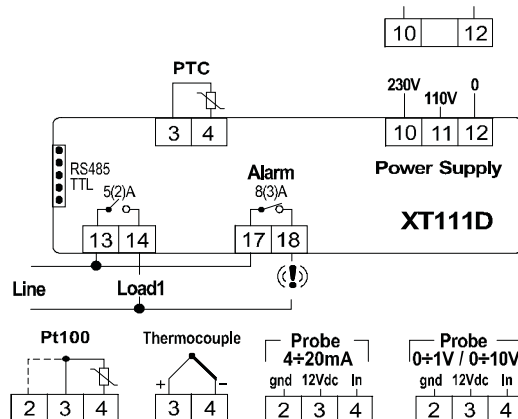 10 12
PTC
230V 110V 0
3 4
10 11 12
RS485
TTL
Power Supply
5(2)A
Alarm
8(3)A
XT111D
13 14
17 18
Line
Load1
Pt100
2 3 4
Thermocouple
+ −
3 4
Probe
4÷20mA
gnd 12Vdc In
2 3 4
Probe
0÷1V / 0÷10V
gnd 12Vdc In
2 3 4